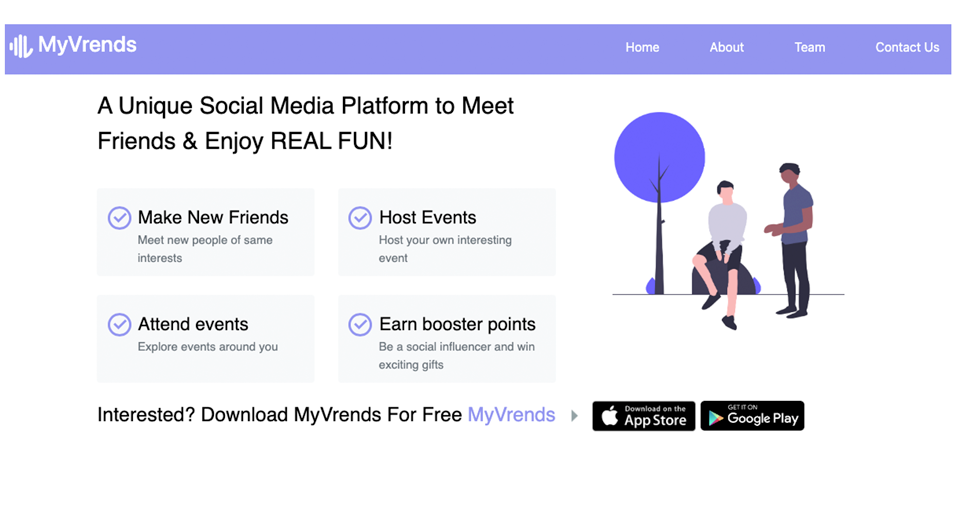 MyVrends
Home
About
Team
Contact Us
A Unique Social Media Platform to Meet
Friends & Enjoy REAL FUN!
Make New Friends
Meet new people of same
interests
Host Events
Host your own interesting
event
Attend events
Explore events around you
Earn booster points
Be a social influencer and win
exciting gifts
Interested? Download MyVrends For Free MyVrends
Download on the
App Store
GET IT ON
Google Play